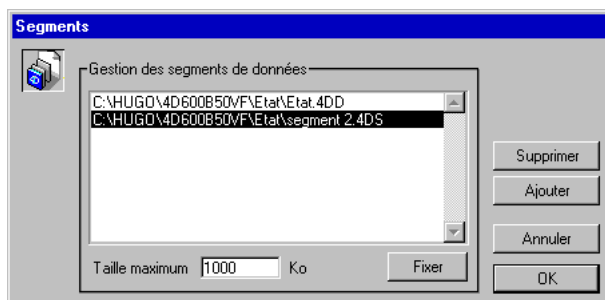 Segments
Gestion des segments de données
C:\HUGO\4D600B50VF\Etat\Etat.4DD
C:\HUGO\4D600B50VF\Etat\segment 2.4DS
Supprimer
Ajouter
Annuler
Taille maximum 1000 Ko Fixer
OK